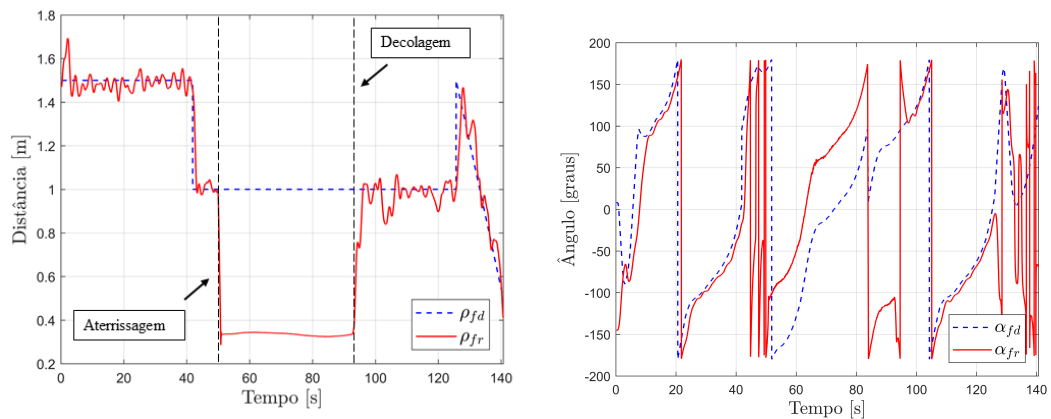 1.8
1.6
1.4
1.2
1
0.8
0.6
0.4
0.2
Distância [m]
Decolagem
Aterrissagem
ρfd
ρfr
0 20 40 60 80 100 120 140
Tempo [s]
200
150
100
50
0
-50
-100
-150
-200
Ângulo [graus]
αfd
αfr
0 20 40 60 80 100 120 140
Tempo [s]